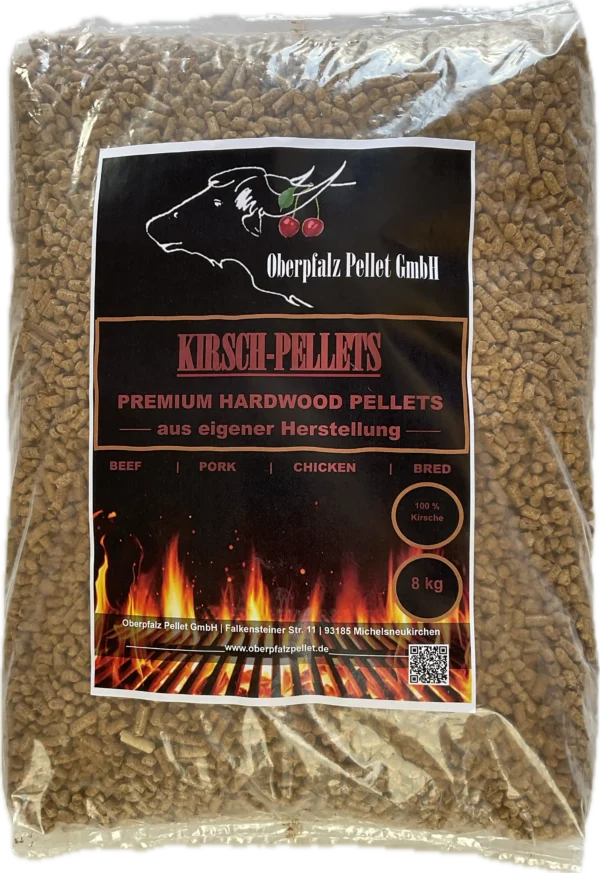 Oberpfalz Pellet GmbH
KIRSCH-PELLETS
PREMIUM HARDWOOD PELLETS
aus eigener Herstellung
BEEF | PORK | CHICKEN | BRED
100 %
Kirsche
8 kg
Oberpfalz Pellet GmbH | Falkensteiner Str. 11 | 93185 Michelsneukirchen
www.oberpfalzpellet.de